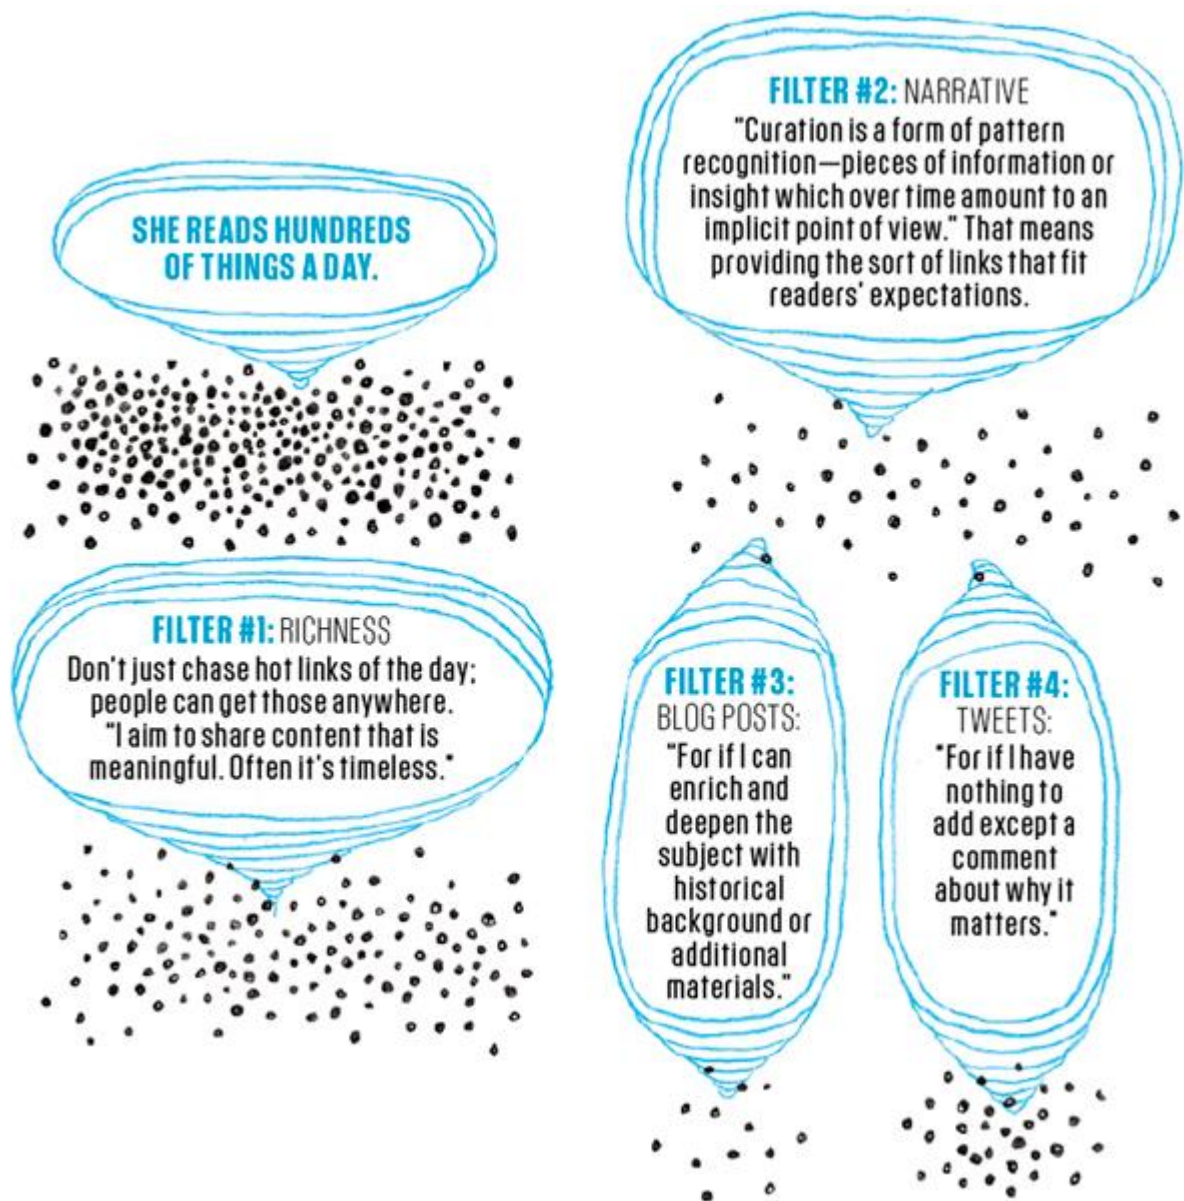 SHE READS HUNDREDS
OF THINGS A DAY.
FILTER #1: RICHNESS
Don't just chase hot links of the day;
people can get those anywhere.
"I aim to share content that is
meaningful. Often it's timeless."
FILTER #2: NARRATIVE
"Curation is a form of pattern
recognition—pieces of information or
insight which over time amount to an
implicit point of view." That means
providing the sort of links that fit
readers' expectations.
FILTER #3:
BLOG POSTS:
"For if I can
enrich and
deepen the
subject with
historical
background or
additional
materials."
FILTER #4:
TWEETS:
"For if I have
nothing to
add except a
comment
about why it
matters."